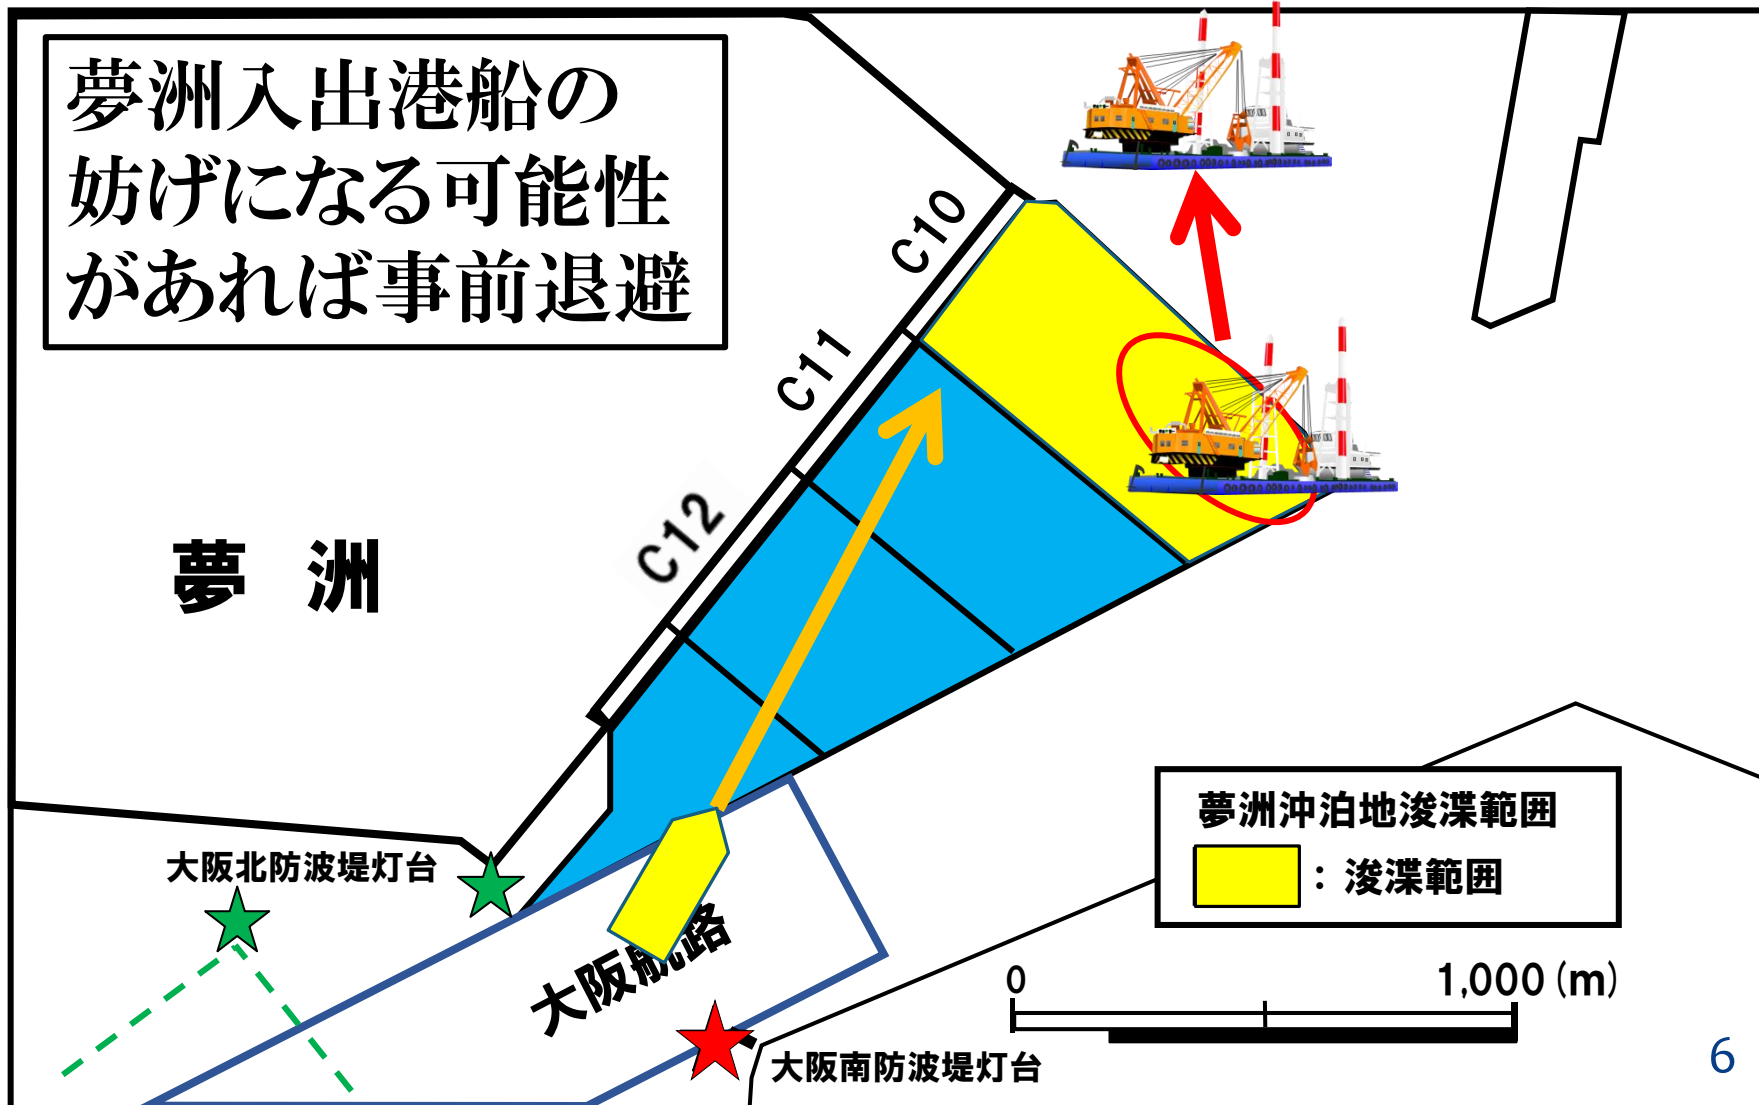 夢洲入出港船の
妨げになる可能性
があれば事前退避
C10
C11
C12
夢 洲
大阪北防波堤灯台
大阪航路
大阪南防波堤灯台
夢洲沖泊地浚渫範囲
：浚渫範囲
0
1,000(m)
6